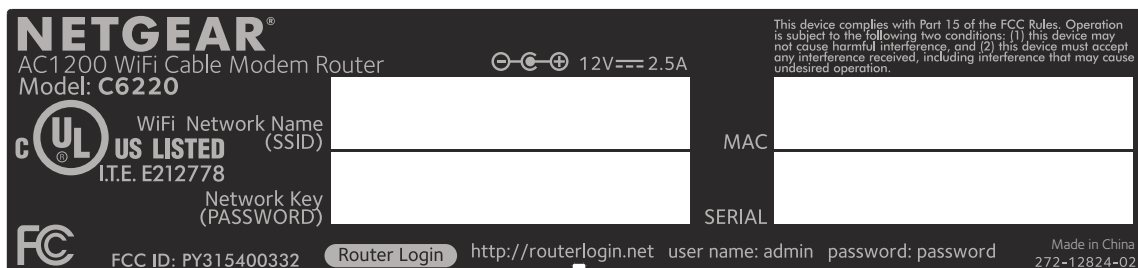 NETGEAR®
AC1200 WiFi Cable Modem Router
Model: C6220
12V⎓2.5A
This device complies with Part 15 of the FCC Rules. Operation
is subject to the following two conditions: (1) this device may
not cause harmful interference, and (2) this device must accept
any interference received, including interference that may cause
undesired operation.
C UL® US LISTED
I.T.E. E212778
WiFi Network Name
(SSID)
MAC
Network Key
(PASSWORD)
SERIAL
FC
FCC ID: PY315400332
Router Login http://routerlogin.net user name: admin password: password
Made in China
272-12824-02